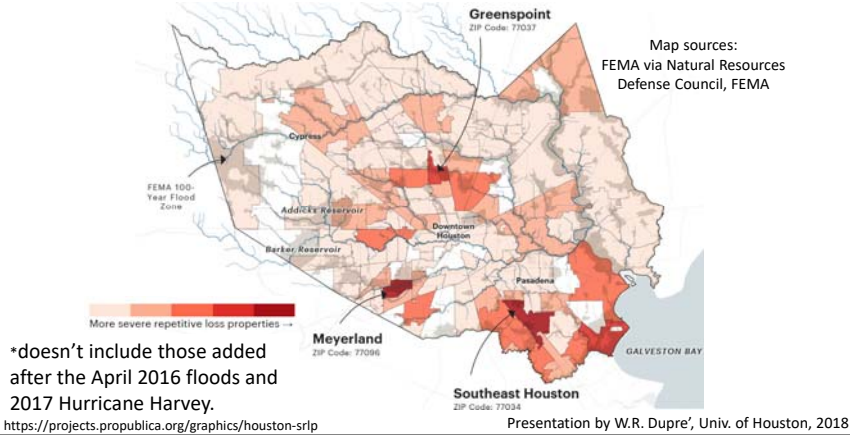 Greenspoint
ZIP Code: 77037
Map sources:
FEMA via Natural Resources
Defense Council, FEMA
Cypress
FEMA 100-
Year Flood
Zone
Addicks Reservoir
Downtown
Houston
Barker Reservoir
Pasadena
More severe repetitive loss properties →
Meyerland
ZIP Code: 77096
GALVESTON BAY
*doesn't include those added
after the April 2016 floods and
2017 Hurricane Harvey.
Southeast Houston
ZIP Code: 77034
https://projects.propublica.org/graphics/houston-srlp
Presentation by W.R. Dupre', Univ. of Houston, 2018